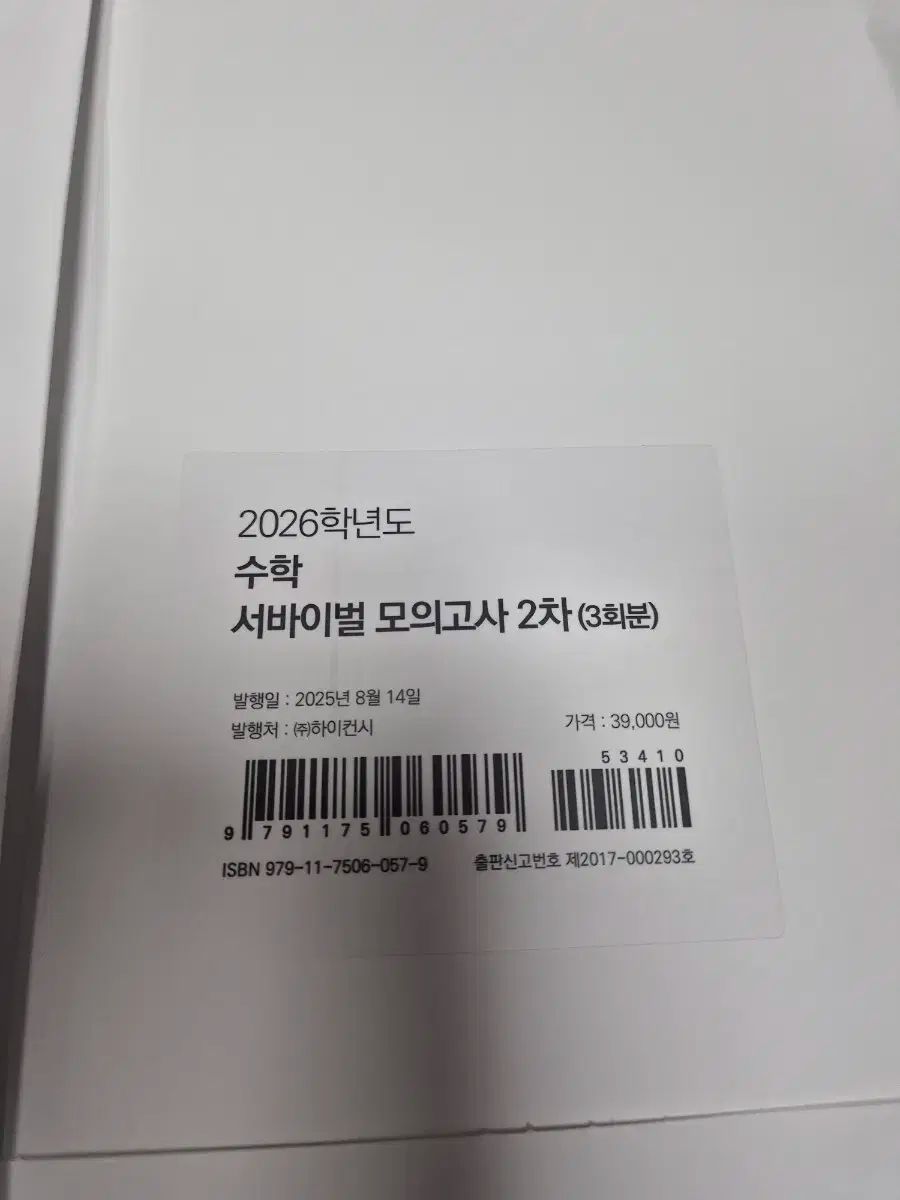 2026학년도
수학
서바이벌 모의고사 2차 (3회분)
발행일 : 2025년 8월 14일
발행처 : ㈜하이컨시
가격 : 39,000원
53410
9 791175 060579
ISBN 979-11-7506-057-9 출판신고번호 제2017-000293호